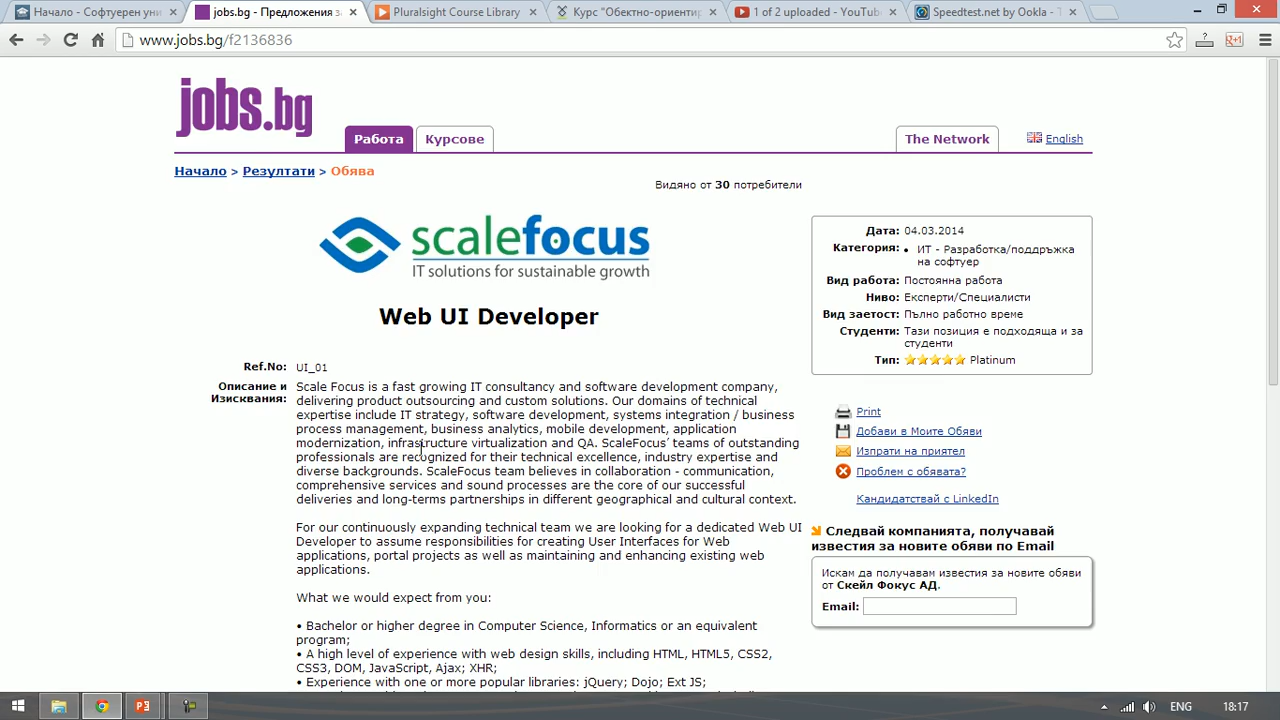 Начало - Софтуерен уни
jobs.bg - Предложения з
Pluralsight Course Library
Курс "Обектно-ориентир
1 of 2 uploaded - YouTub
Speedtest.net by Ookla - T
www.jobs.bg/f2136836
jobs.bg
Работа
Курсове
The Network
English
Начало > Резултати > Обява
Видяно от 30 потребители
scalefocus
IT solutions for sustainable growth
Web UI Developer
Ref.No: UI_01
Описание и
Изисквания:
Scale Focus is a fast growing IT consultancy and software development company,
delivering product outsourcing and custom solutions. Our domains of technical
expertise include IT strategy, software development, systems integration / business
process management, business analytics, mobile development, application
modernization, infrastructure virtualization and QA. ScaleFocus´ teams of outstanding
professionals are recognized for their technical excellence, industry expertise and
diverse backgrounds. ScaleFocus team believes in collaboration - communication,
comprehensive services and sound processes are the core of our successful
deliveries and long-terms partnerships in different geographical and cultural context.
For our continuously expanding technical team we are looking for a dedicated Web UI
Developer to assume responsibilities for creating User Interfaces for Web
applications, portal projects as well as maintaining and enhancing existing web
applications.
What we would expect from you:
• Bachelor or higher degree in Computer Science, Informatics or an equivalent
program;
• A high level of experience with web design skills, including HTML, HTML5, CSS2,
CSS3, DOM, JavaScript, Ajax; XHR;
• Experience with one or more popular libraries: jQuery; Dojo; Ext JS;
Дата: 04.03.2014
Категория: • ИТ - Разработка/поддръжка
на софтуер
Вид работа: Постоянна работа
Ниво: Експерти/Специалисти
Вид заетост: Пълно работно време
Студенти: Тази позиция е подходяща и за
студенти
Тип: Platinum
Print
Добави в Моите Обяви
Изпрати на приятел
Проблем с обявата?
Кандидатствай с LinkedIn
Следвай компанията, получавай
известия за новите обяви по Email
Искам да получавам известия за новите обяви
от Скейл Фокус АД.
Email:
ENG
18:17